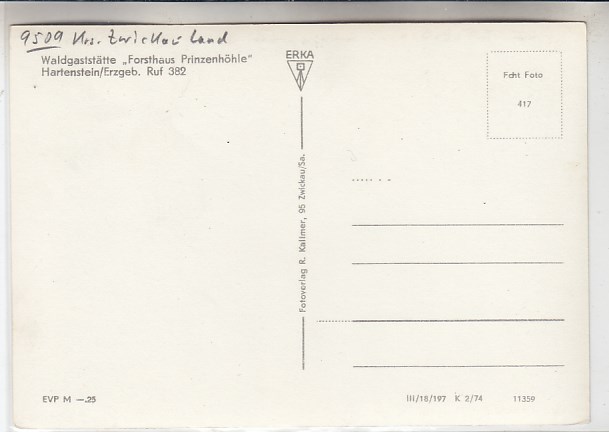 9509 Krs. Zwickau Land
Waldgaststätte „Forsthaus Prinzenhöhle"
Hartenstein/Erzgeb. Ruf 382
ERKA
Echt Foto
417
Fotoverlag R. Kallmer, 95 Zwickau/Sa.
EVP M —.25
III/18/197 K 2/74 11359